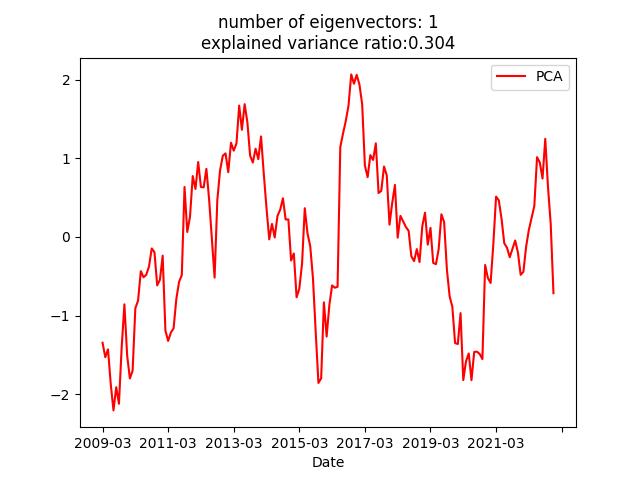 number of eigenvectors: 1
explained variance ratio:0.304
PCA
2
1
0
−1
−2
2009-03 2011-03 2013-03 2015-03 2017-03 2019-03 2021-03
Date